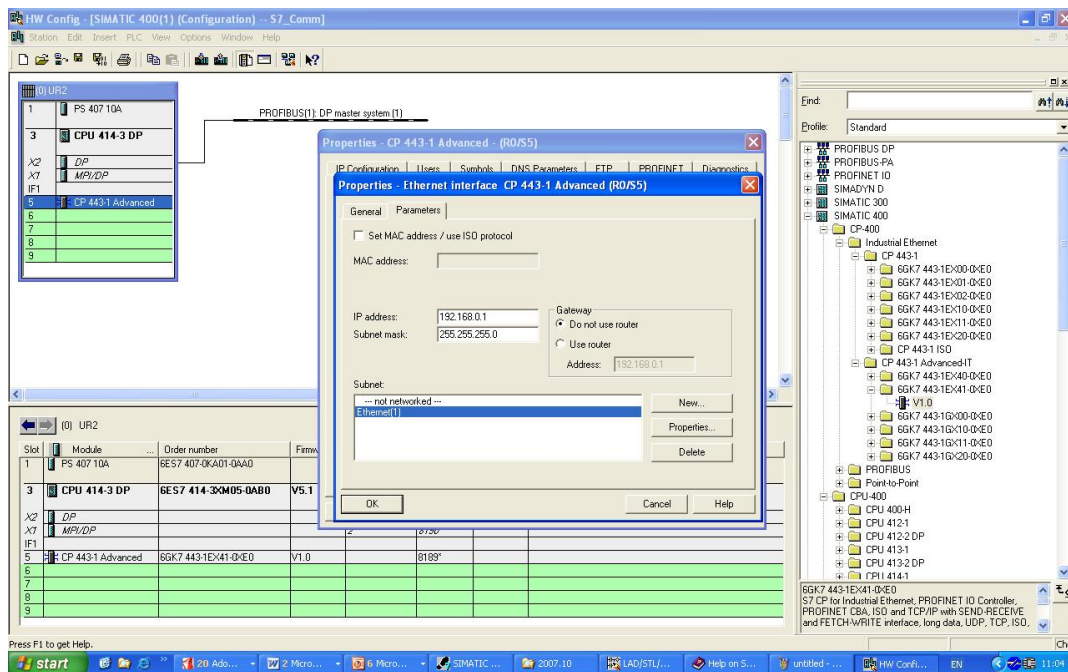 HW Config - [SIMATIC 400(1) (Configuration) -- S7_Comm]
Station Edit Insert PLC View Options Window Help
(0) UR2
1 PS 407 10A
3 CPU 414-3 DP
X2 DP
X1 MPI/DP
IF1
5 CP 443-1 Advanced
6
7
8
9
PROFIBUS(1): DP master system (1)
Properties - CP 443-1 Advanced - (R0/S5)
IP Configuration Users Symbols DNS Parameters FTP PROFINET Diagnostics
Properties - Ethernet interface CP 443-1 Advanced (R0/S5)
General Parameters
Set MAC address / use ISO protocol
MAC address:
IP address: 192.168.0.1
Subnet mask: 255.255.255.0
Gateway
Do not use router
Use router
Address: 192.168.0.1
Subnet:
--- not networked ---
Ethernet(1)
New...
Properties...
Delete
OK Cancel Help
Find:
Profile: Standard
PROFIBUS DP
PROFIBUS-PA
PROFINET IO
SIMADYN D
SIMATIC 300
SIMATIC 400
CP-400
Industrial Ethernet
CP 443-1
6GK7 443-1EX00-0XE0
6GK7 443-1EX01-0XE0
6GK7 443-1EX02-0XE0
6GK7 443-1EX10-0XE0
6GK7 443-1EX11-0XE0
6GK7 443-1EX20-0XE0
CP 443-1 ISO
CP 443-1 Advanced-IT
6GK7 443-1EX40-0XE0
6GK7 443-1EX41-0XE0
V1.0
6GK7 443-1GX00-0XE0
6GK7 443-1GX10-0XE0
6GK7 443-1GX11-0XE0
6GK7 443-1GX20-0XE0
PROFIBUS
Point-to-Point
CPU-400
CPU 400-H
CPU 412-1
CPU 412-2 DP
CPU 413-1
CPU 413-2 DP
CPU 414-1
6GK7 443-1EX41-0XE0
S7 CP for Industrial Ethernet, PROFINET IO Controller,
PROFINET CBA, ISO and TCP/IP with SEND-RECEIVE
and FETCH-WRITE interface, long data, UDP, TCP, ISO,
(0) UR2
Slot Module ... Order number Firmw
1 PS 407 10A 6ES7 407-0KA01-0AA0
3 CPU 414-3 DP 6ES7 414-3XM05-0AB0 V5.1
X2 DP
X1 MPI/DP 2 8190*
IF1
5 CP 443-1 Advanced 6GK7 443-1EX41-0XE0 V1.0 8189*
6
7
8
9
Press F1 to get Help.
Ch
start 20 Ado... 2 Micro... 6 Micro... SIMATIC ... 2007.10 LAD/STL/... Help on S... untitled - ... HW Confi... EN 11:04